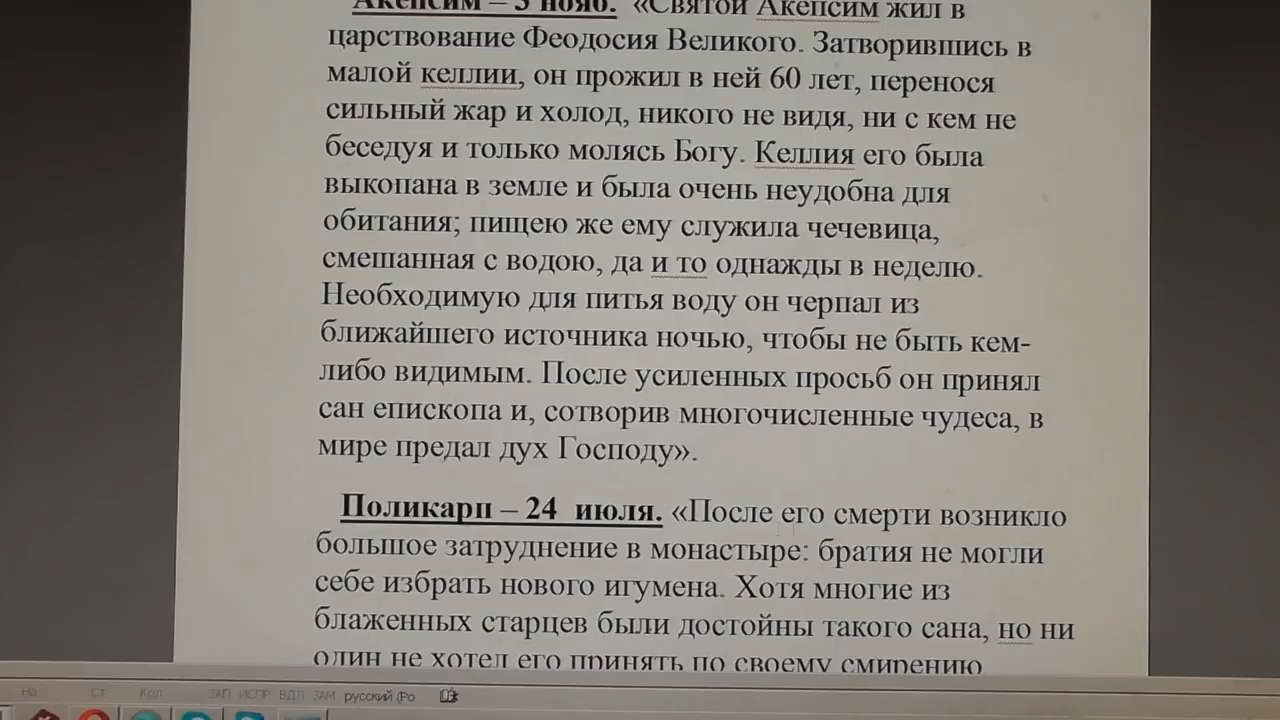 Акепсим – 3 нояб. «Святой Акепсим жил в
царствование Феодосия Великого. Затворившись в
малой келлии, он прожил в ней 60 лет, перенося
сильный жар и холод, никого не видя, ни с кем не
беседуя и только молясь Богу. Келлия его была
выкопана в земле и была очень неудобна для
обитания; пищею же ему служила чечевица,
смешанная с водою, да и то однажды в неделю.
Необходимую для питья воду он черпал из
ближайшего источника ночью, чтобы не быть кем-
либо видимым. После усиленных просьб он принял
сан епископа и, сотворив многочисленные чудеса, в
мире предал дух Господу».
Поликарп – 24 июля. «После его смерти возникло
большое затруднение в монастыре: братия не могли
себе избрать нового игумена. Хотя многие из
блаженных старцев были достойны такого сана, но ни
один не хотел его принять по своему смирению
На Ст Кол ЗАП ИСПР ВДЛ ЗАМ русский (Ро